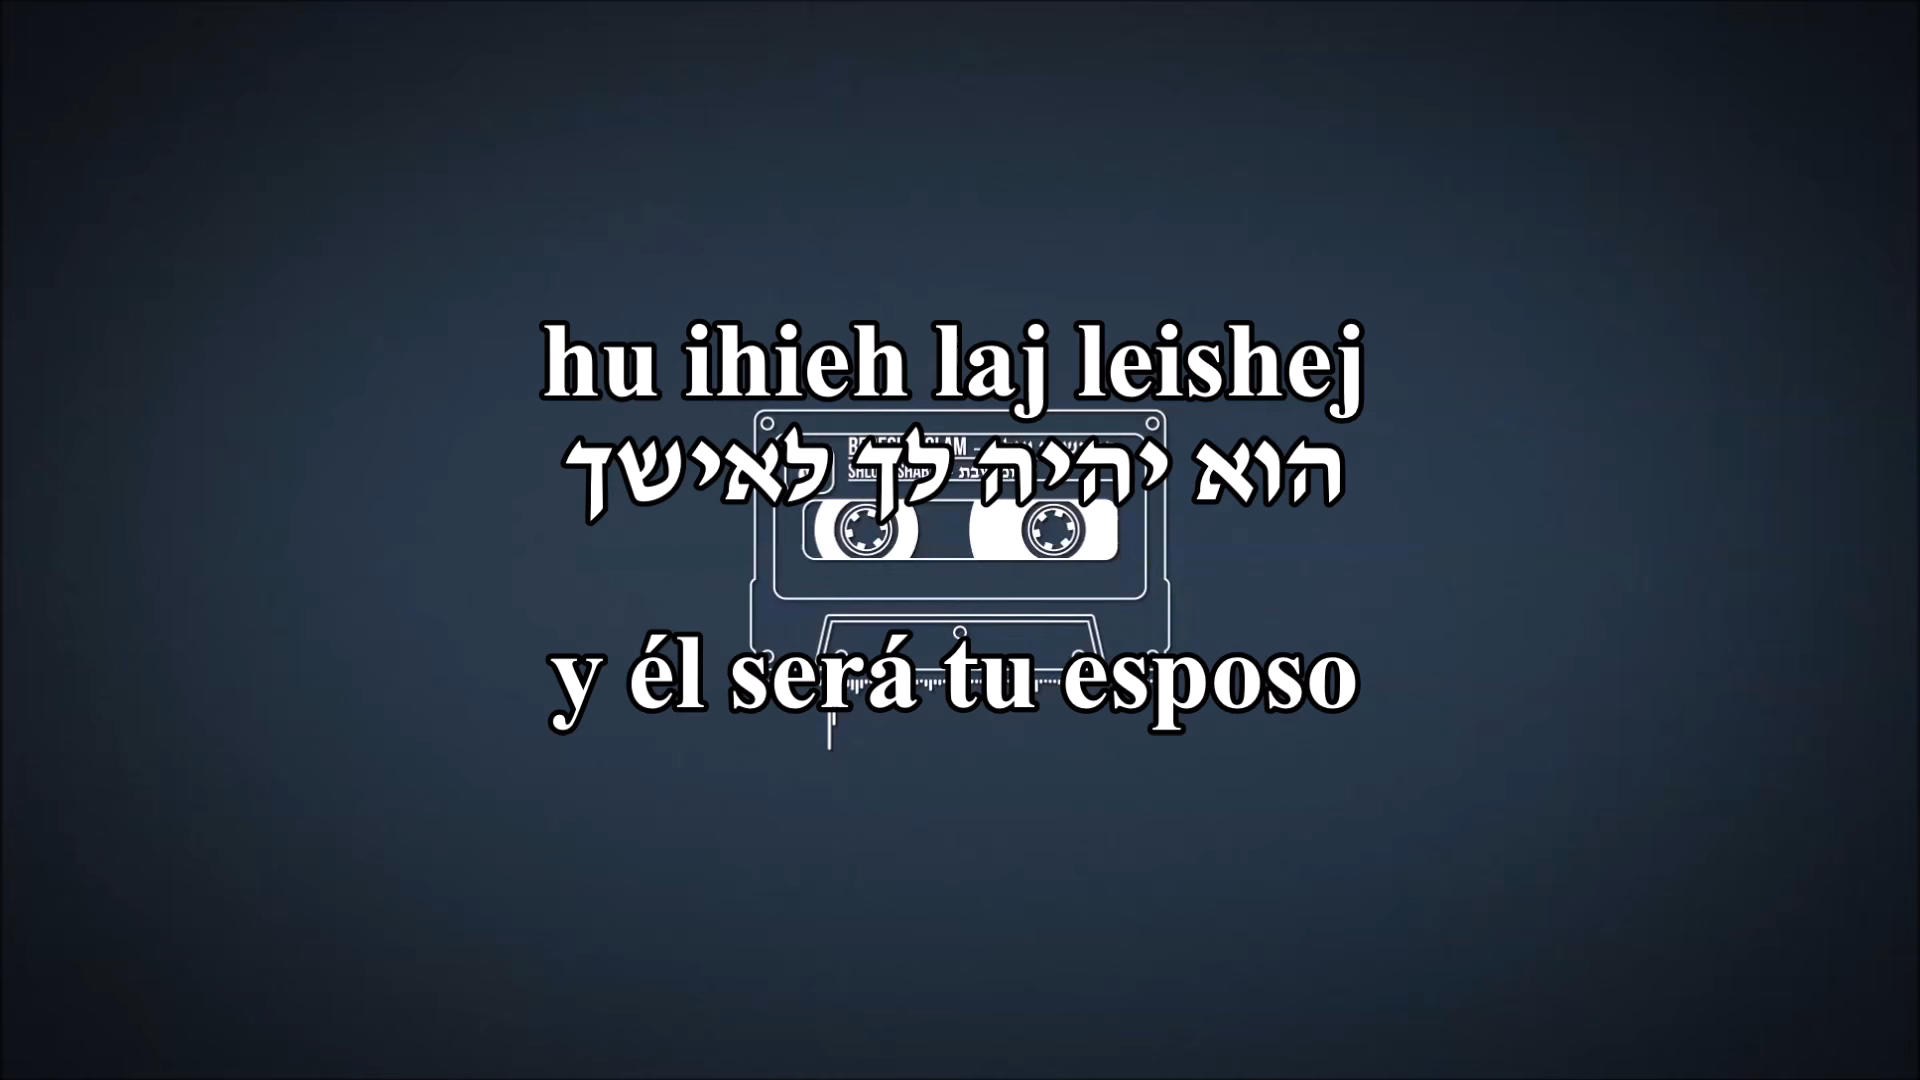 hu ihieh laj leishej
הוא יהיה לך לאישך
y él será tu esposo